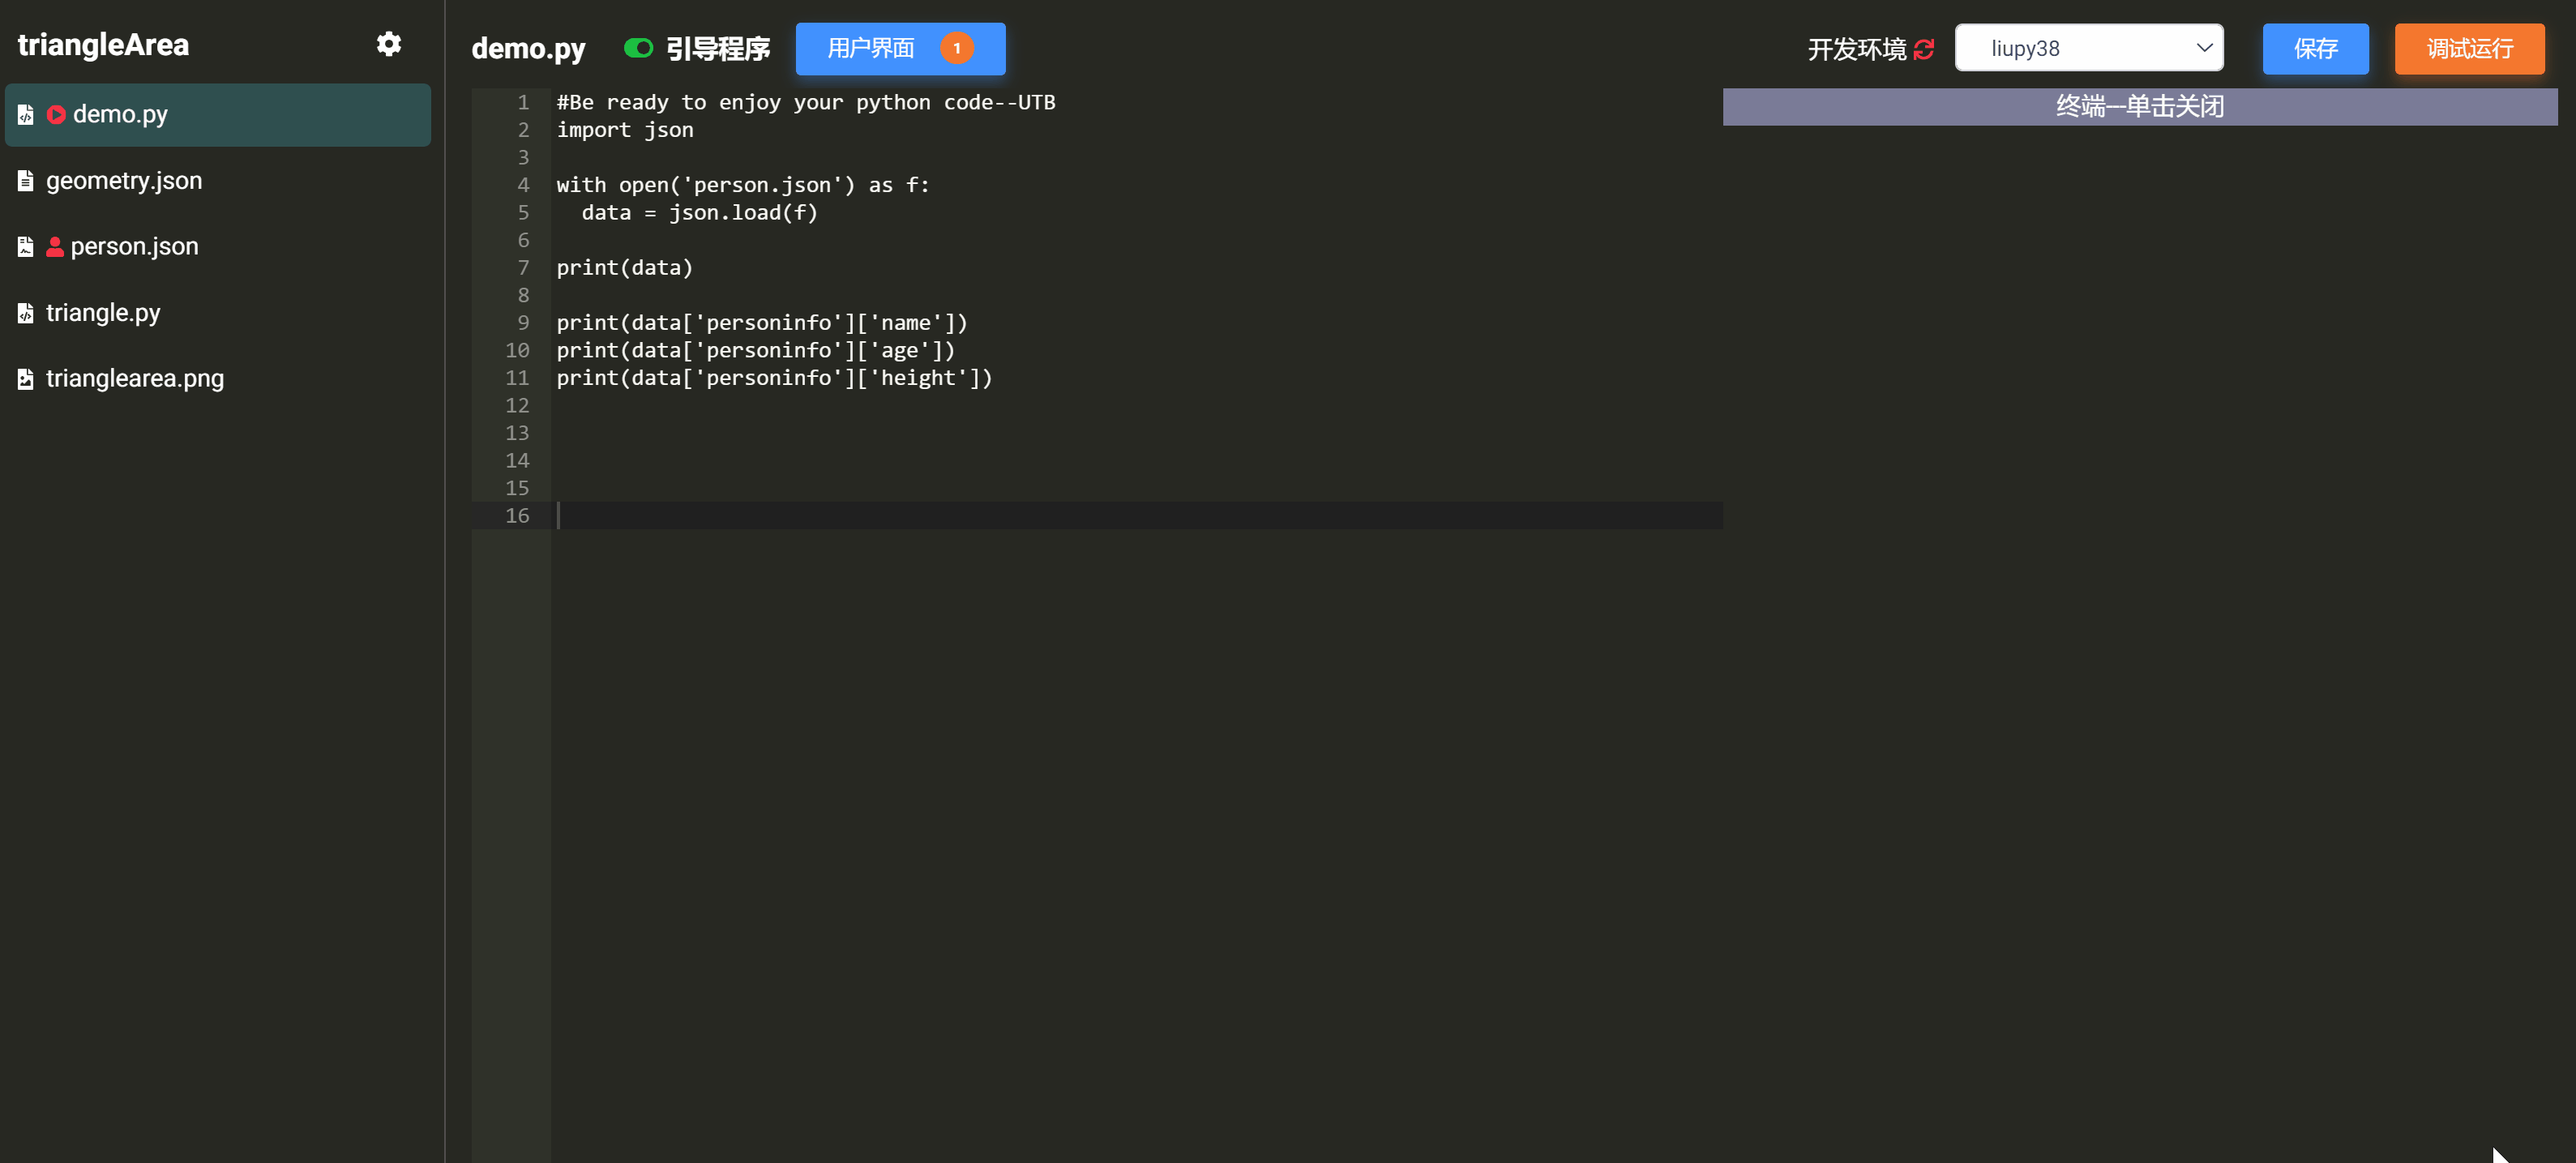 triangleArea
demo.py
geometry.json
person.json
triangle.py
trianglearea.png
demo.py 引导程序 用户界面 1
开发环境 liupy38 保存 调试运行
1 #Be ready to enjoy your python code--UTB
2 import json
3
4 with open('person.json') as f:
5 data = json.load(f)
6
7 print(data)
8
9 print(data['personinfo']['name'])
10 print(data['personinfo']['age'])
11 print(data['personinfo']['height'])
12
13
14
15
16
终端---单击关闭